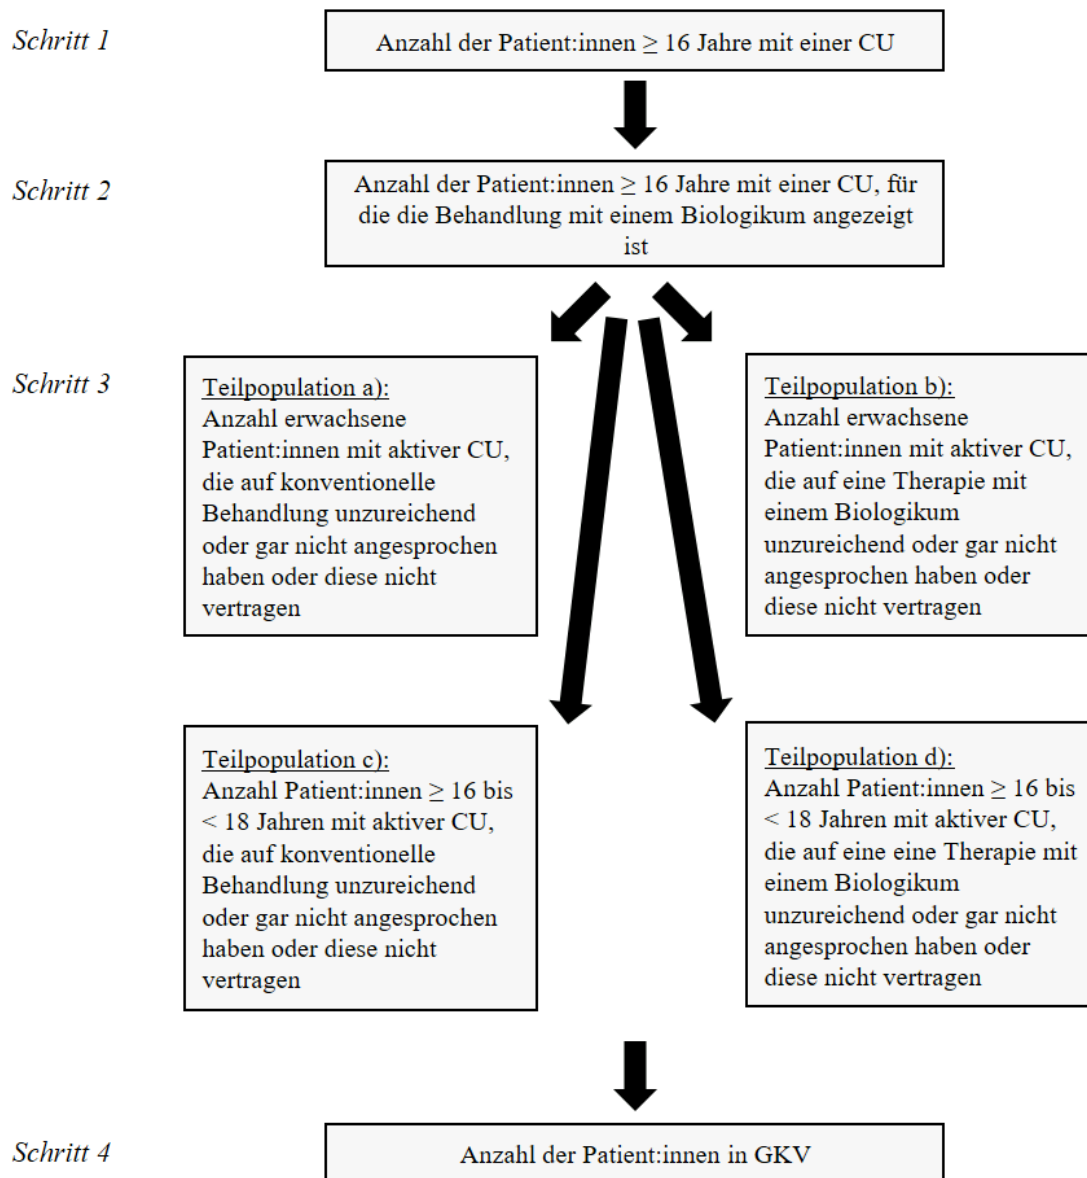 Schritt 1
Anzahl der Patient:innen ≥ 16 Jahre mit einer CU
Schritt 2
Anzahl der Patient:innen ≥ 16 Jahre mit einer CU, für
die die Behandlung mit einem Biologikum angezeigt
ist
Schritt 3
Teilpopulation a):
Anzahl erwachsene
Patient:innen mit aktiver CU,
die auf konventionelle
Behandlung unzureichend
oder gar nicht angesprochen
haben oder diese nicht
vertragen
Teilpopulation b):
Anzahl erwachsene
Patient:innen mit aktiver CU,
die auf eine Therapie mit
einem Biologikum
unzureichend oder gar nicht
angesprochen haben oder
diese nicht vertragen
Teilpopulation c):
Anzahl Patient:innen ≥ 16 bis
< 18 Jahren mit aktiver CU,
die auf konventionelle
Behandlung unzureichend
oder gar nicht angesprochen
haben oder diese nicht
vertragen
Teilpopulation d):
Anzahl Patient:innen ≥ 16 bis
< 18 Jahren mit aktiver CU,
die auf eine eine Therapie mit
einem Biologikum
unzureichend oder gar nicht
angesprochen haben oder
diese nicht vertragen
Schritt 4
Anzahl der Patient:innen in GKV